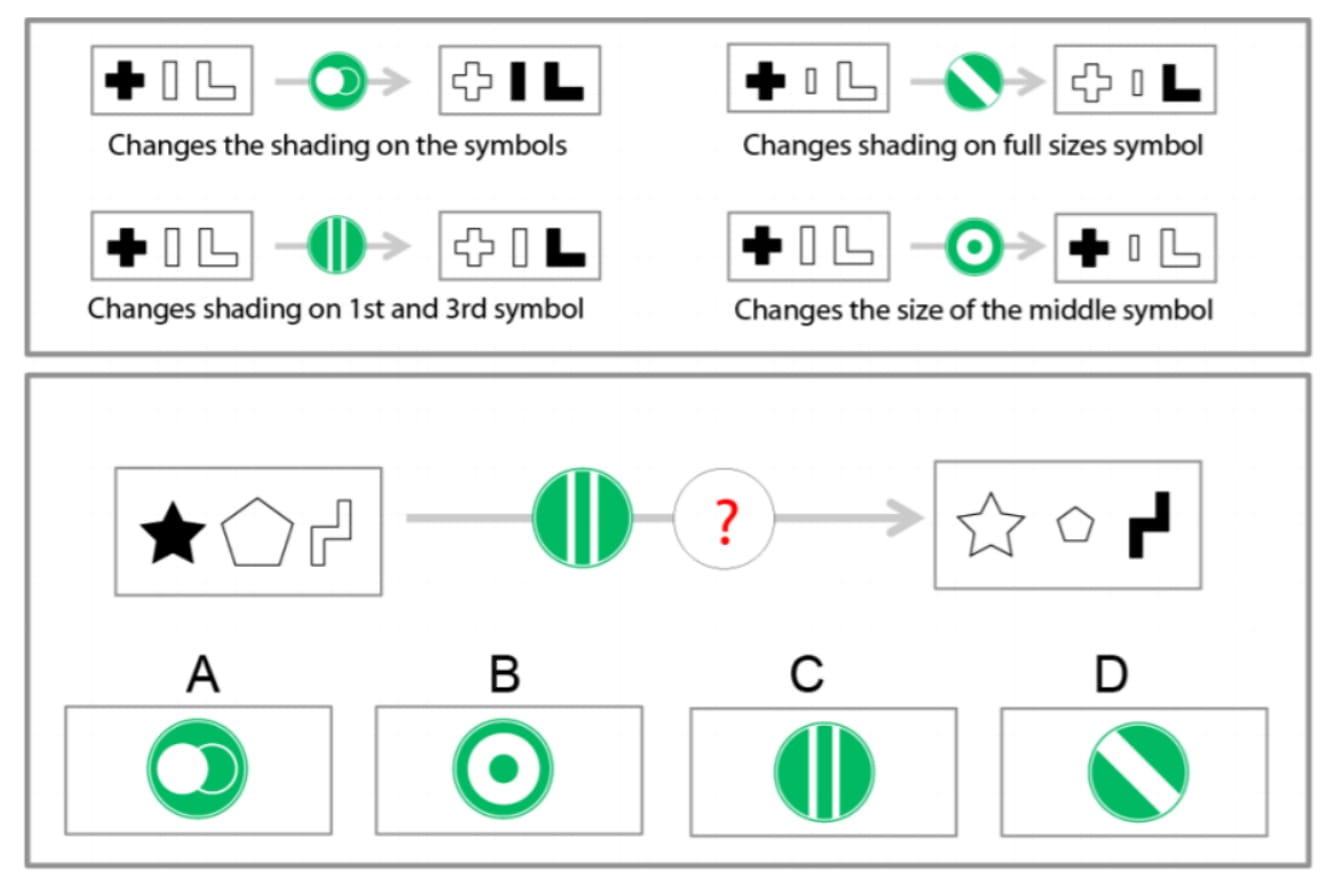 Changes the shading on the symbols
Changes shading on full sizes symbol
Changes shading on 1st and 3rd symbol
Changes the size of the middle symbol
?
A
B
C
D